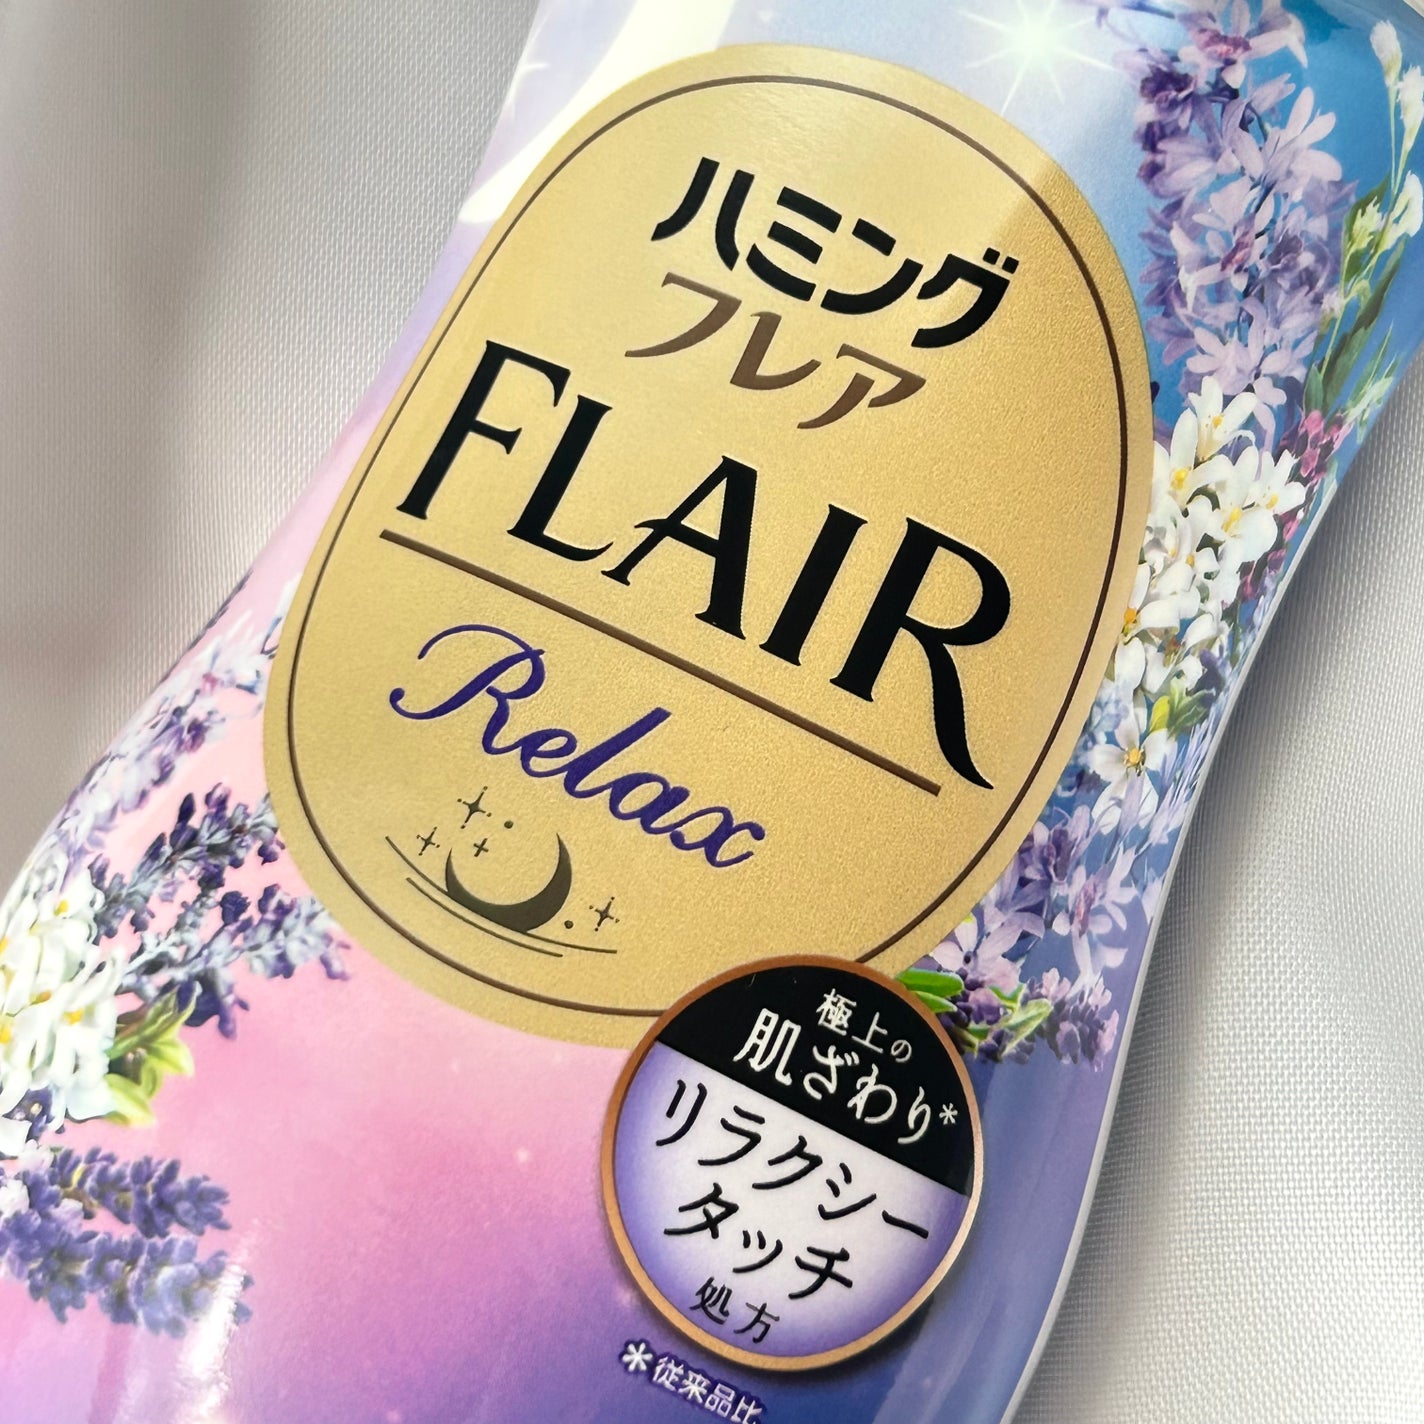 ハミング
フレア
FLAIR
Relax
極上の
肌ざわり*
リラクシー
タッチ
処方
*従来品比